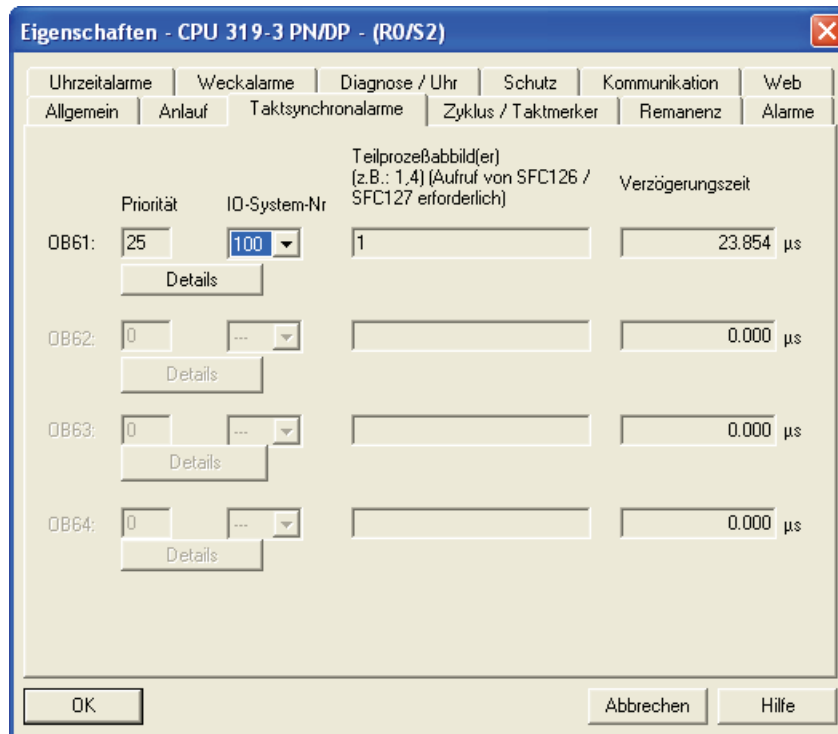 Eigenschaften - CPU 319-3 PN/DP - (R0/S2)
Uhrzeitalarme Weckalarme Diagnose / Uhr Schutz Kommunikation Web
Allgemein Anlauf Taktsynchronalarme Zyklus / Taktmerker Remanenz Alarme
Teilprozeßabbild(er)
(z.B.: 1,4) (Aufruf von SFC126 /
Priorität IO-System-Nr SFC127 erforderlich) Verzögerungszeit
OB61: 25 100 1 23.854 µs
Details
OB62: 0 --- 0.000 µs
Details
OB63: 0 --- 0.000 µs
Details
OB64: 0 --- 0.000 µs
Details
OK Abbrechen Hilfe